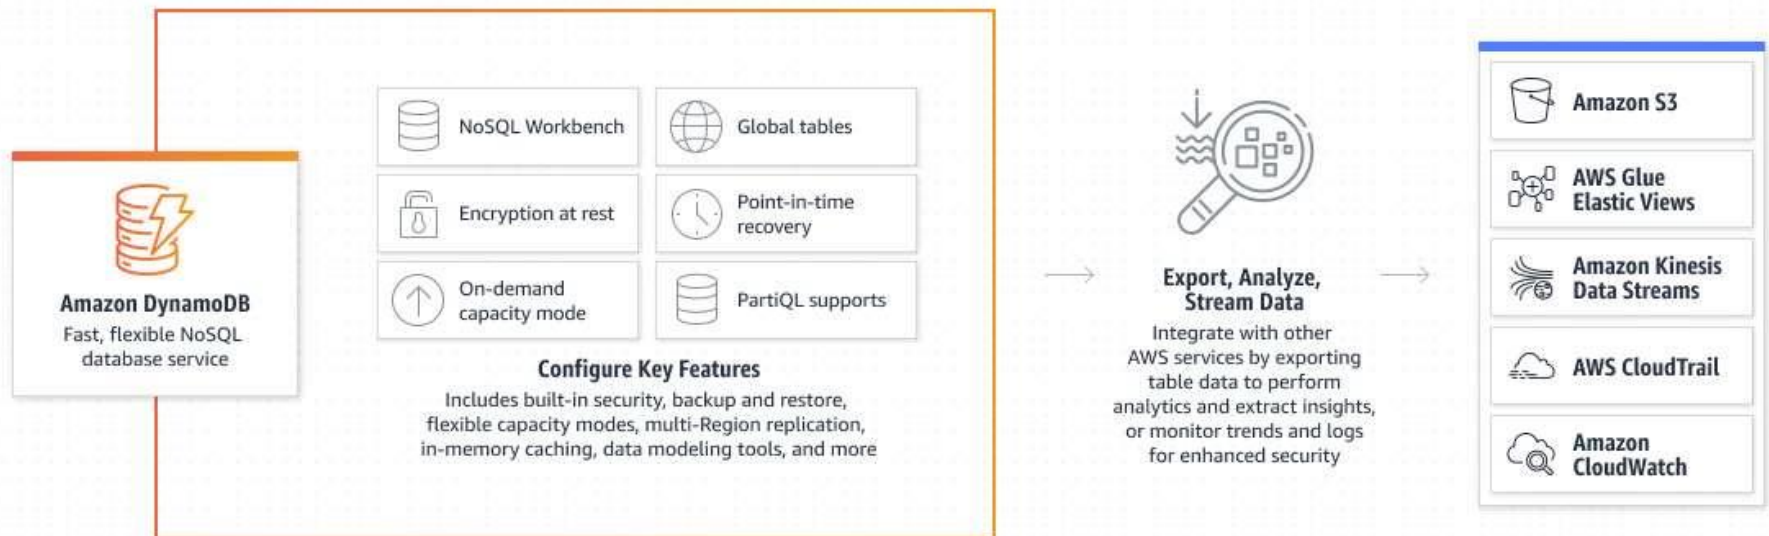 Amazon DynamoDB
Fast, flexible NoSQL
database service
NoSQL Workbench
Global tables
Encryption at rest
Point-in-time
recovery
On-demand
capacity mode
PartiQL supports
Configure Key Features
Includes built-in security, backup and restore,
flexible capacity modes, multi-Region replication,
in-memory caching, data modeling tools, and more
Export, Analyze,
Stream Data
Integrate with other
AWS services by exporting
table data to perform
analytics and extract insights,
or monitor trends and logs
for enhanced security
Amazon S3
AWS Glue
Elastic Views
Amazon Kinesis
Data Streams
AWS CloudTrail
Amazon
CloudWatch